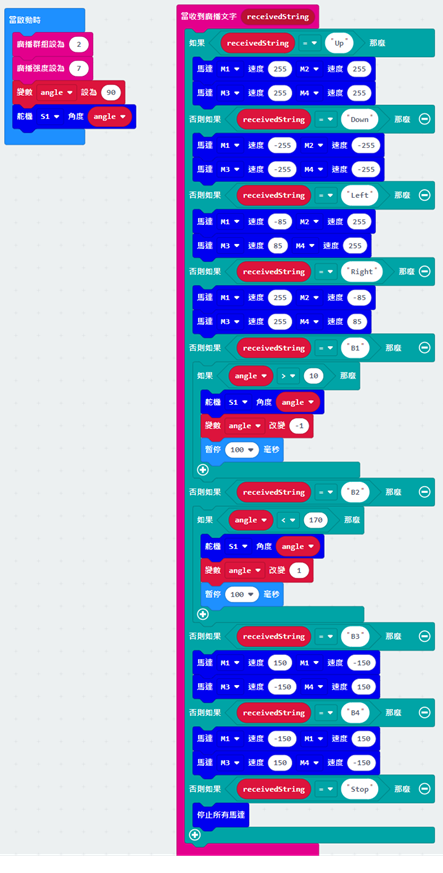 當啟動時
廣播群組設為 2
廣播強度設為 7
變數 angle 設為 90
舵機 S1 角度 angle
當收到廣播文字 receivedString
如果 receivedString = "Up" 那麼
馬達 M1 速度 255 M2 速度 255
馬達 M3 速度 255 M4 速度 255
否則如果 receivedString = "Down" 那麼
馬達 M1 速度 -255 M2 速度 -255
馬達 M3 速度 -255 M4 速度 -255
否則如果 receivedString = "Left" 那麼
馬達 M1 速度 -85 M2 速度 255
馬達 M3 速度 85 M4 速度 255
否則如果 receivedString = "Right" 那麼
馬達 M1 速度 255 M2 速度 -85
馬達 M3 速度 255 M4 速度 85
否則如果 receivedString = "B1" 那麼
如果 angle > 10 那麼
舵機 S1 角度 angle
變數 angle 改變 -1
暫停 100 毫秒
否則如果 receivedString = "B2" 那麼
如果 angle < 170 那麼
舵機 S1 角度 angle
變數 angle 改變 1
暫停 100 毫秒
否則如果 receivedString = "B3" 那麼
馬達 M1 速度 150 M1 速度 -150
馬達 M3 速度 -150 M4 速度 150
否則如果 receivedString = "B4" 那麼
馬達 M1 速度 -150 M1 速度 150
馬達 M3 速度 150 M4 速度 -150
否則如果 receivedString = "Stop" 那麼
停止所有馬達